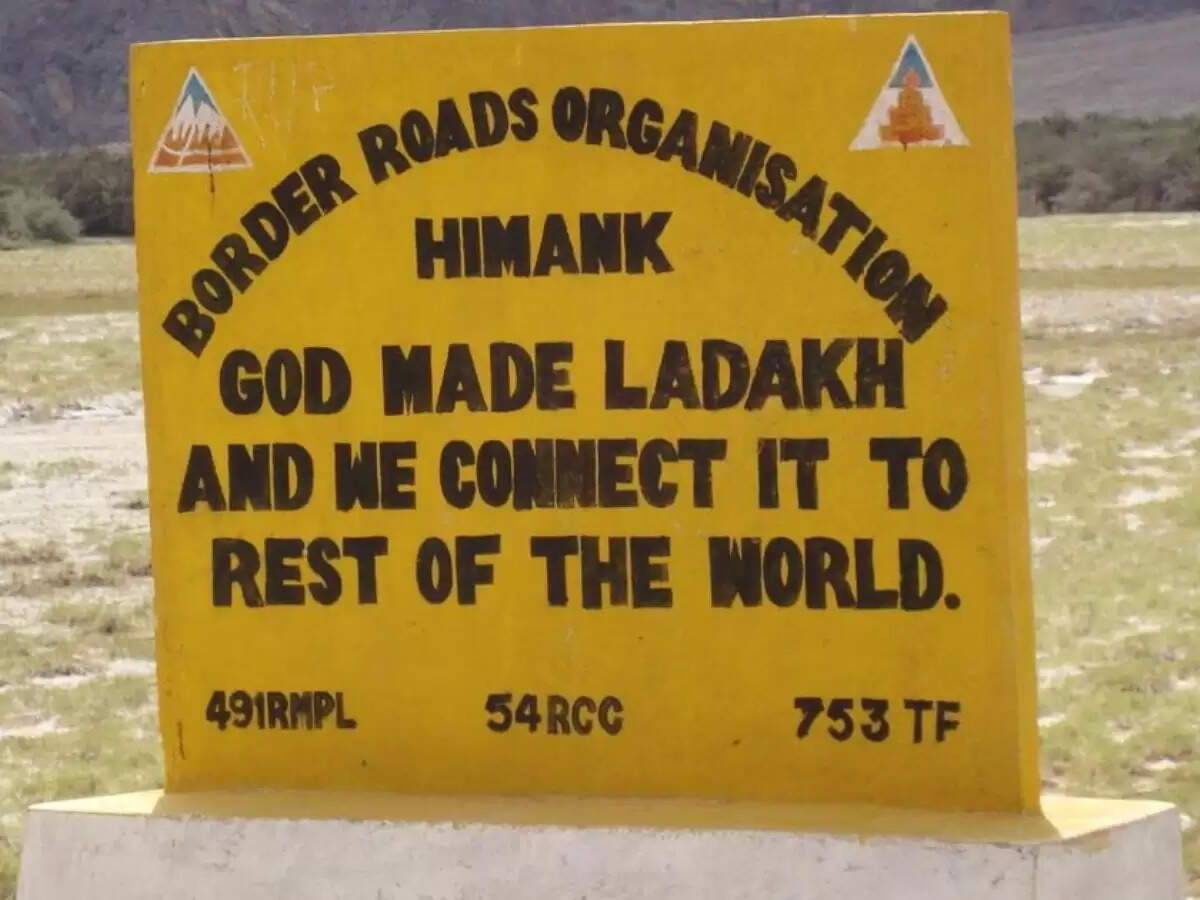 BORDER ROADS ORGANISATION
HIMANK
GOD MADE LADAKH
AND WE CONNECT IT TO
REST OF THE WORLD.
491RMPL 54RCC 753 TF